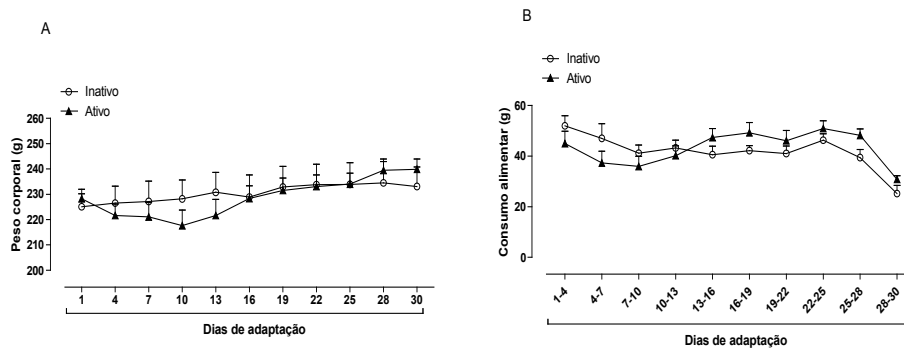 A
Inativo
Ativo
Peso corporal (g)
260
250
240
230
220
210
200
1 4 7 10 13 16 19 22 25 28 30
Dias de adaptação
B
Inativo
Ativo
Consumo alimentar (g)
60
40
20
0
1-4 4-7 7-10 10-13 13-16 16-19 19-22 22-25 25-28 28-30
Dias de adaptação